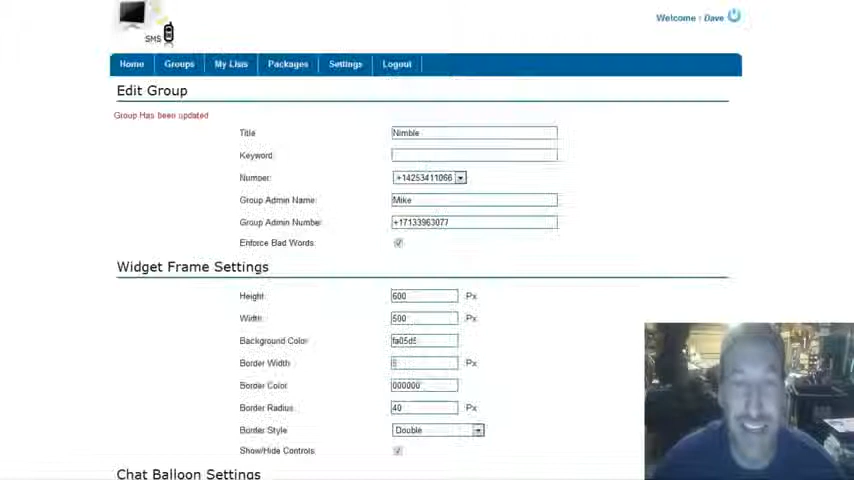 SMS
Welcome : Dave
Home Groups My Lists Packages Settings Logout
Edit Group
Group Has been updated
Title Nimble
Keyword
Number: +14253411066
Group Admin Name: Mike
Group Admin Number +17133963077
Enforce Bad Words:
Widget Frame Settings
Height: 600 Px
Width: 500 Px
Background Color: fa05d5
Border Width: Px
Border Color: 000000
Border Radius: 40 Px
Border Style Double
Show/Hide Controls:
Chat Balloon Settings